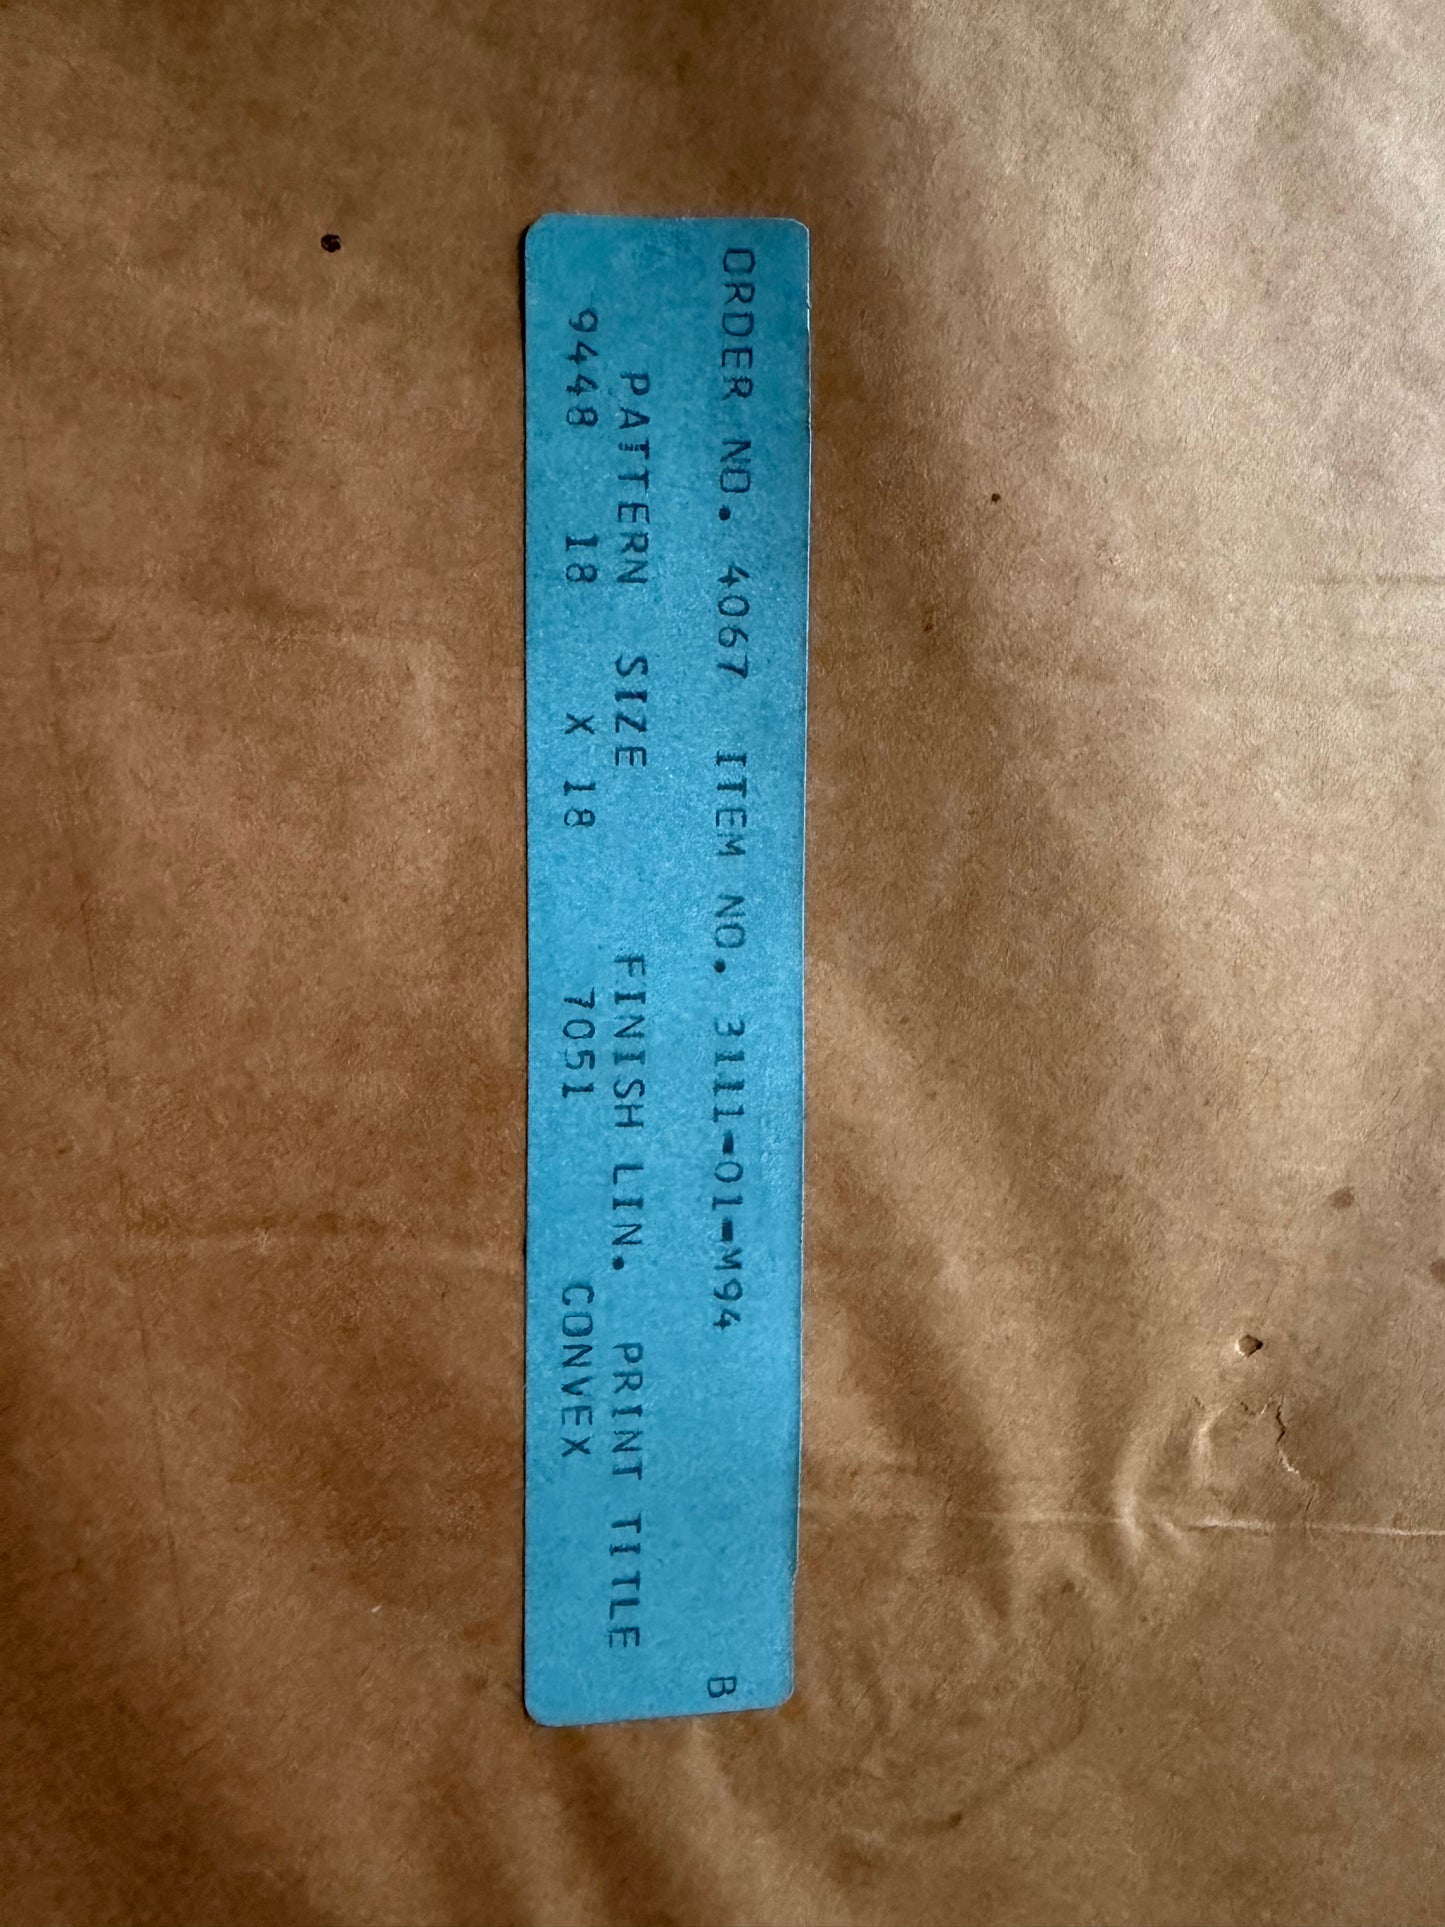 ORDER NO. 4067 ITEM NO. 3111-01-M94 B
PATTERN SIZE FINISH LIN. PRINT TITLE
9448 18 X 18 7051 CONVEX